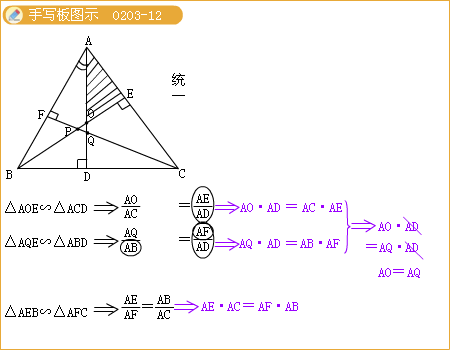 手写板图示 0203-12
A
统
一
E
F
O
P
Q
B
D
C
△AOE∽△ACD ⇒ AO/AC = AE/AD ⇒ AO·AD = AC·AE
△AQE∽△ABD ⇒ AQ/AB = AF/AD ⇒ AQ·AD = AB·AF
AO·AD
=AQ·AD
AO=AQ
△AEB∽△AFC ⇒ AE/AF = AB/AC ⇒ AE·AC=AF·AB